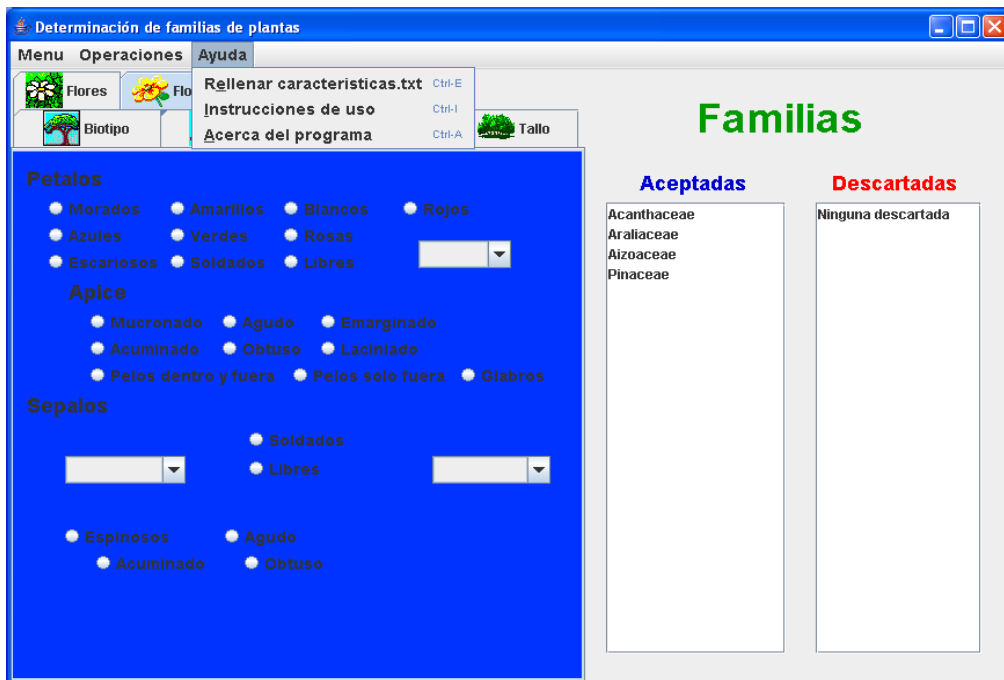 Determinación de familias de plantas
Menu Operaciones Ayuda
Rellenar caracteristicas.txt Ctrl-E
Instrucciones de uso Ctrl-I
Acerca del programa Ctrl-A
Flores Flo
Biotipo Tallo
Familias
Petalos
Morados Amarillos Blancos Rojos
Azules Verdes Rosas
Escariosos Soldados Libres
Apice
Mucronado Agudo Emarginado
Acuminado Obtuso Laciniado
Pelos dentro y fuera Pelos solo fuera Glabros
Sepalos
Soldados
Libres
Espinosos Agudo
Acuminado Obtuso
Aceptadas
Acanthaceae
Araliaceae
Aizoaceae
Pinaceae
Descartadas
Ninguna descartada